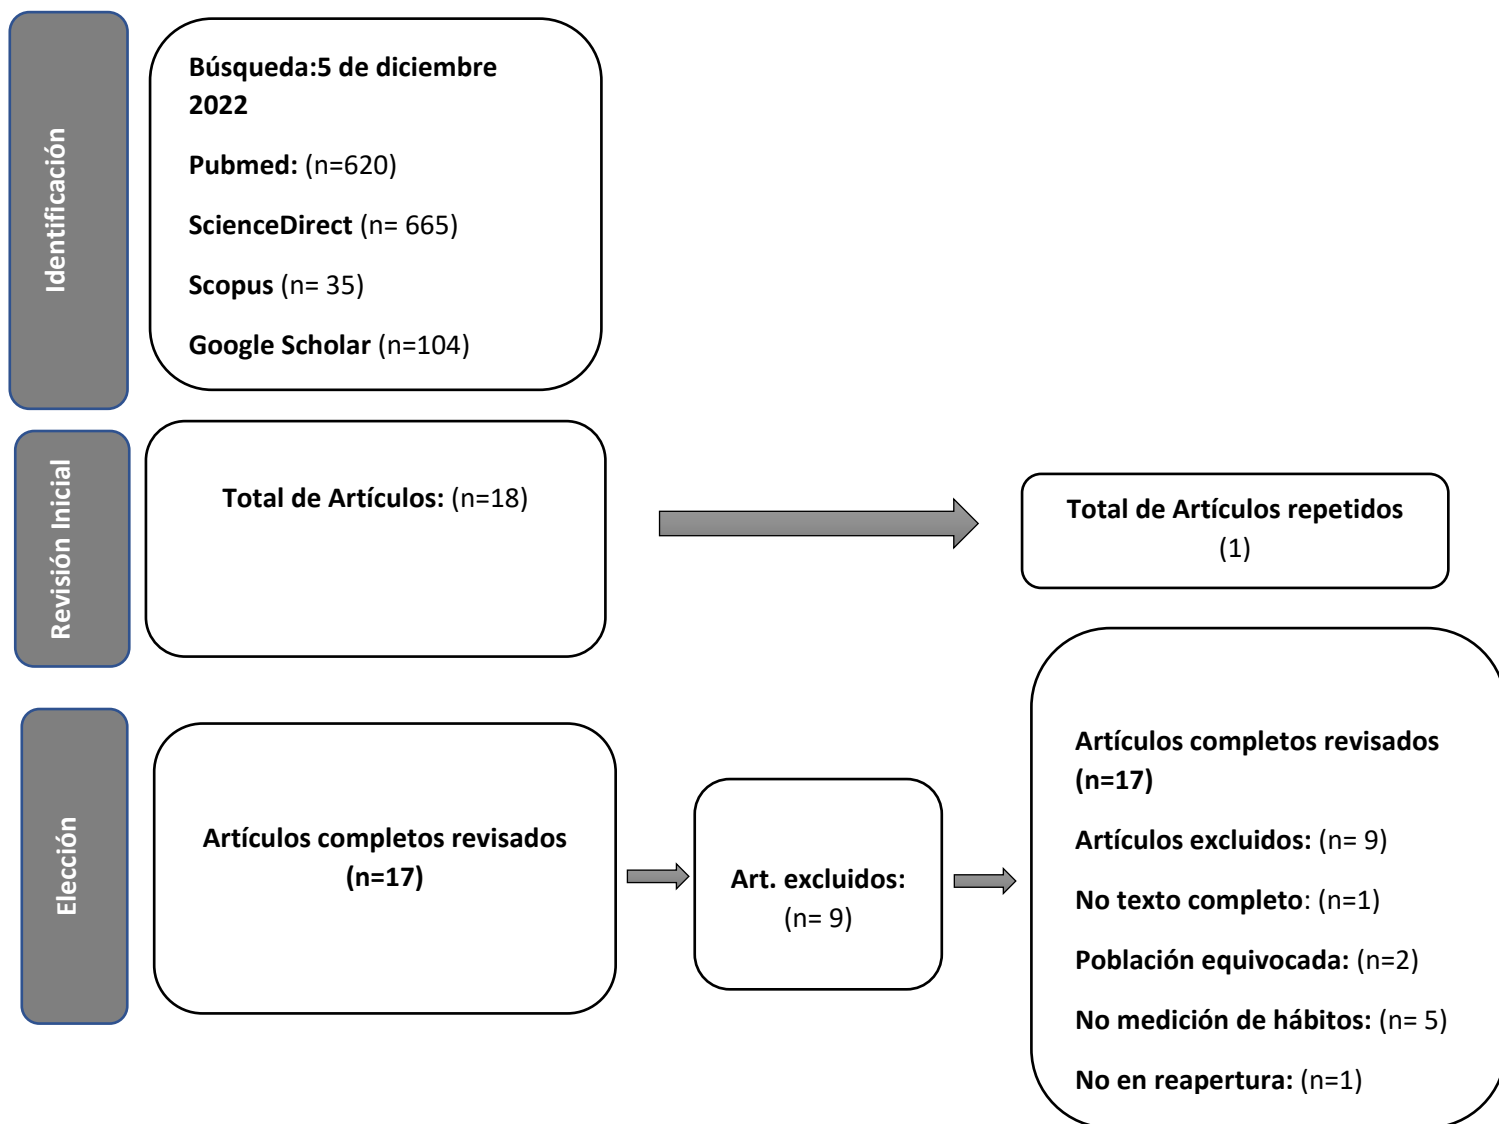 Identificación
Búsqueda:5 de diciembre
2022
Pubmed: (n=620)
ScienceDirect (n= 665)
Scopus (n= 35)
Google Scholar (n=104)
Revisión Inicial
Total de Artículos: (n=18)
Total de Artículos repetidos
(1)
Elección
Artículos completos revisados
(n=17)
Art. excluidos:
(n= 9)
Artículos completos revisados
(n=17)
Artículos excluidos: (n= 9)
No texto completo: (n=1)
Población equivocada: (n=2)
No medición de hábitos: (n= 5)
No en reapertura: (n=1)